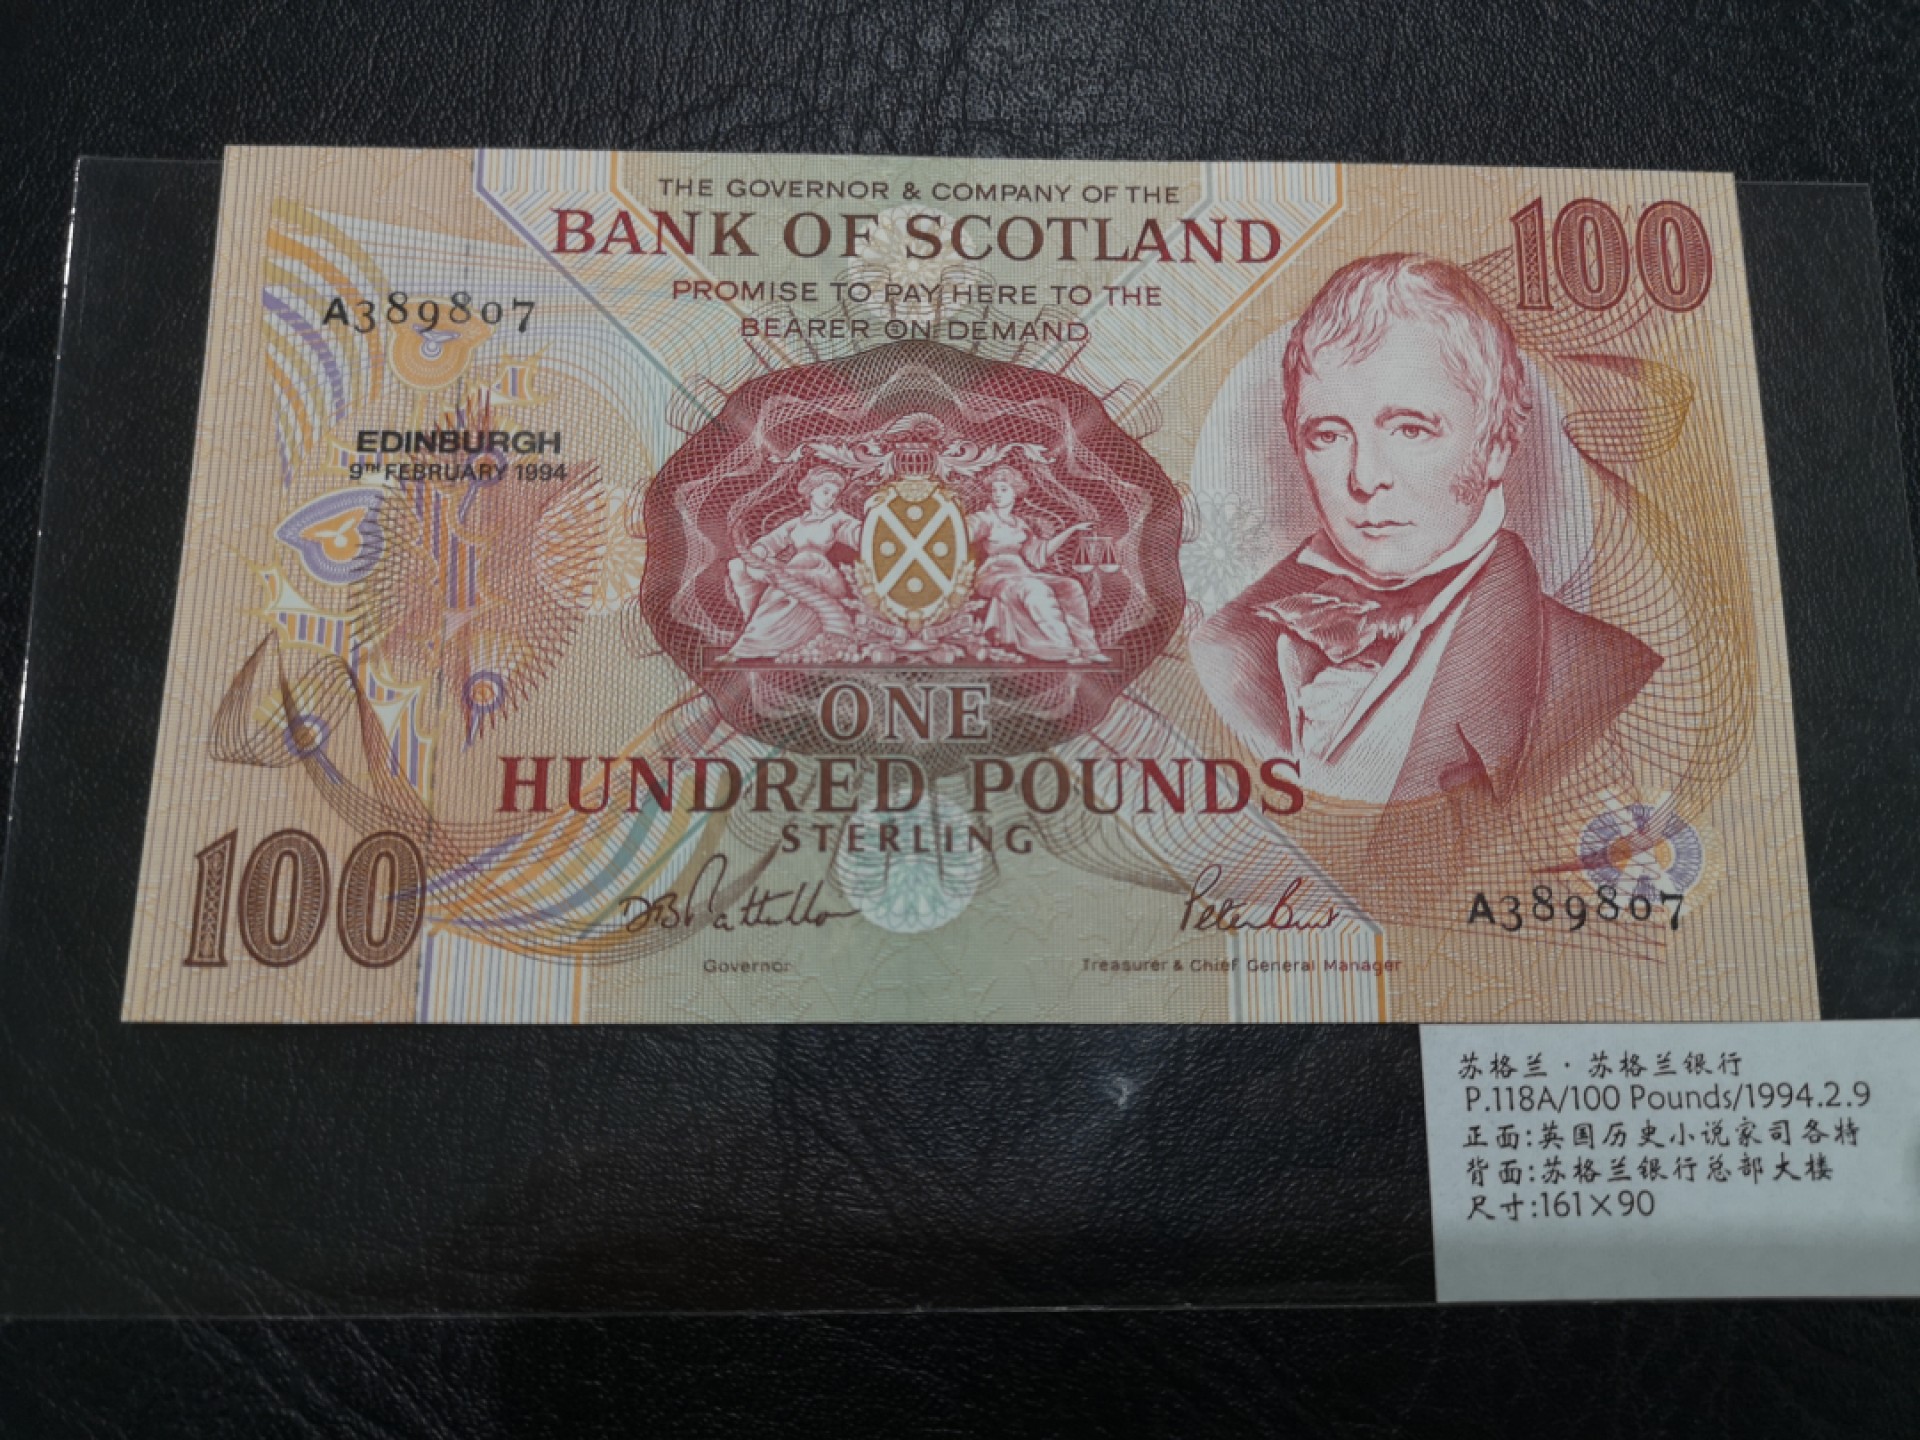 THE GOVERNOR & COMPANY OF THE
BANK OF SCOTLAND
PROMISE TO PAY HERE TO THE
BEARER ON DEMAND
100
A389807
EDINBURGH
9TH FEBRUARY 1994
ONE
HUNDRED POUNDS
STERLING
100
Governor
Treasurer & Chief General Manager
A389807
苏格兰·苏格兰银行
P.118A/100 Pounds/1994.2.9
正面:英国历史小说家司各特
背面:苏格兰银行总部大楼
尺寸:161×90